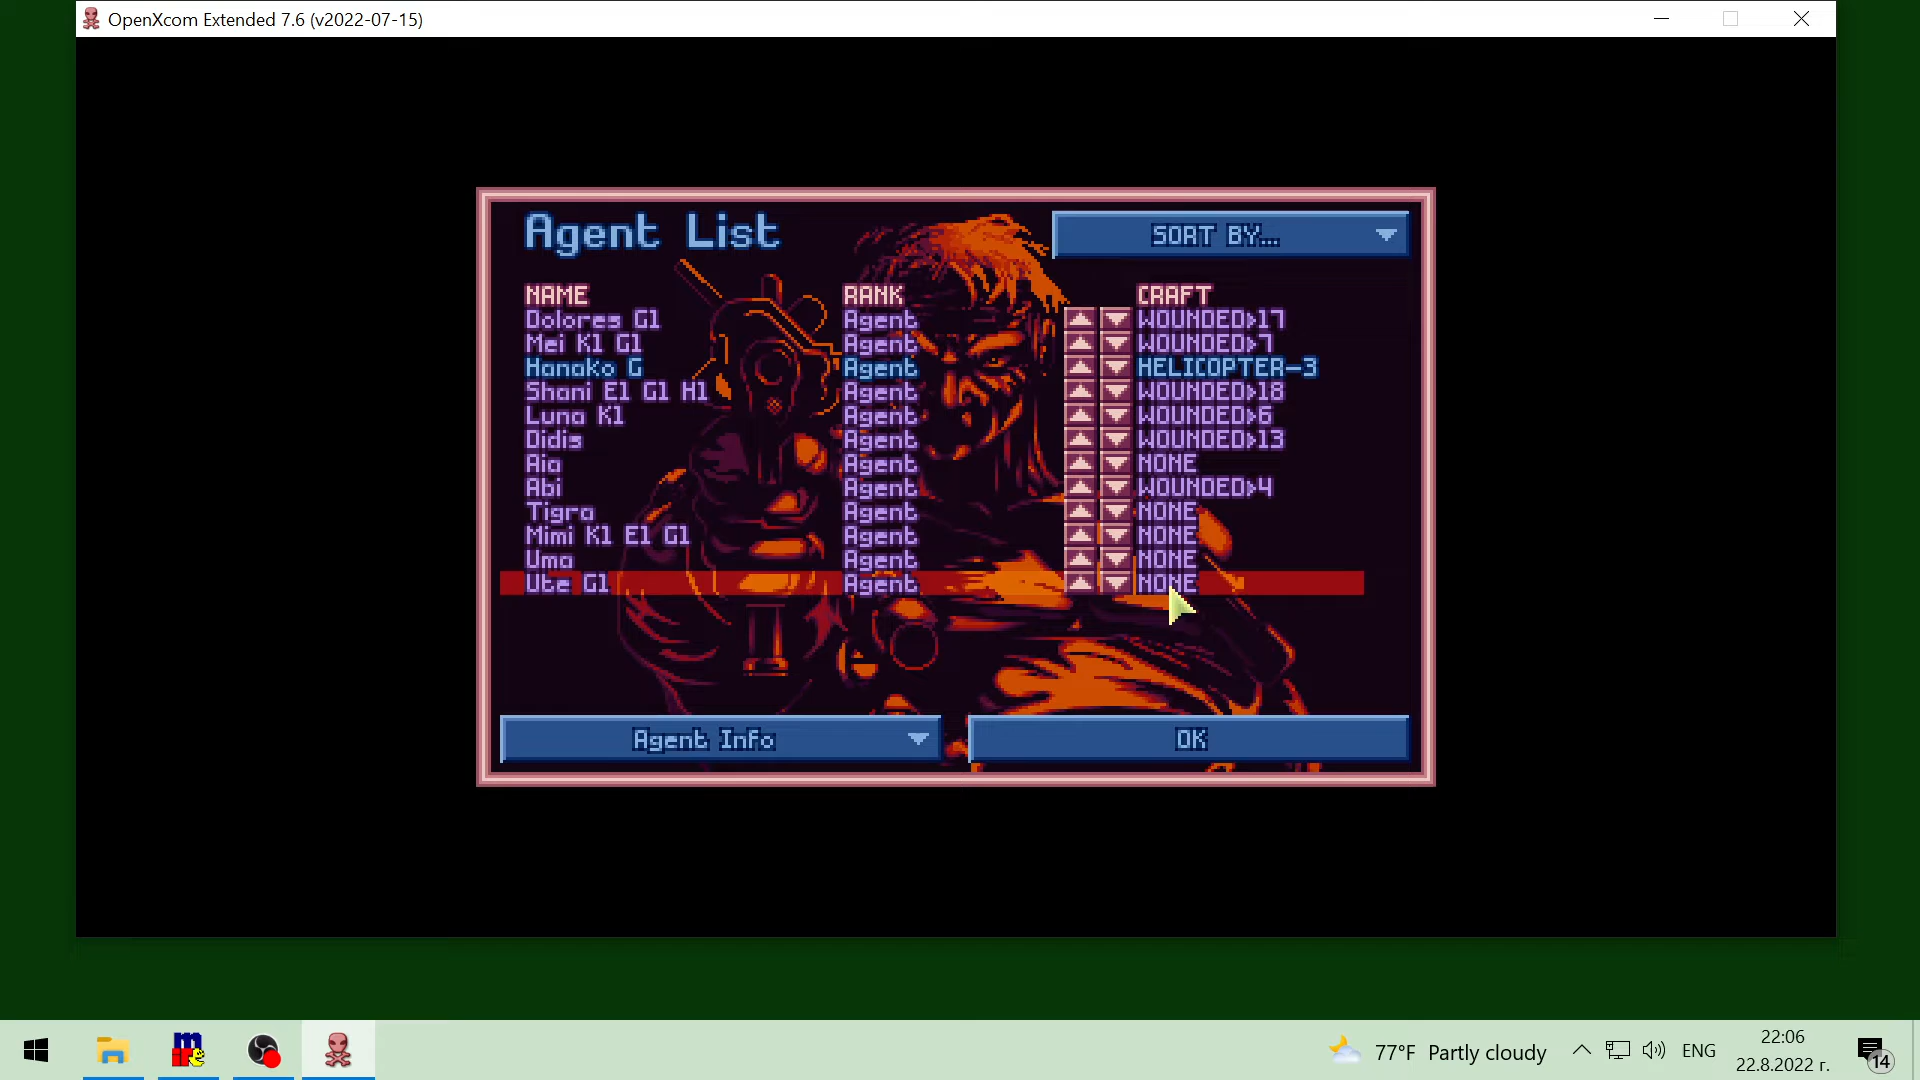 OpenXcom Extended 7.6 (v2022-07-15)
Agent List
SORT BY...
NAME RANK CRAFT
Dolores G1 Agent WOUNDED>17
Mei K1 G1 Agent WOUNDED>7
Hanako G Agent HELICOPTER-3
Shani E1 G1 H1 Agent WOUNDED>18
Luna K1 Agent WOUNDED>6
Didis Agent WOUNDED>13
Aia Agent NONE
Abi Agent WOUNDED>4
Tigra Agent NONE
Mimi K1 E1 G1 Agent NONE
Uma Agent NONE
Ute G1 Agent NONE
Agent Info OK
77°F Partly cloudy ENG
22:06
22.8.2022 г.
14